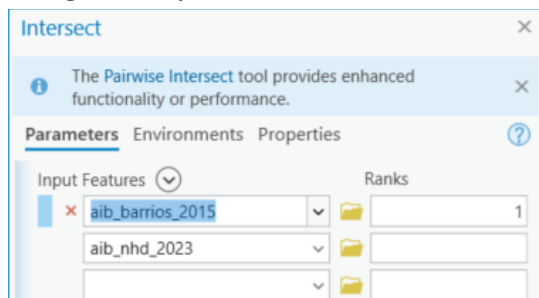 Intersect
The Pairwise Intersect tool provides enhanced
functionality or performance.
Parameters Environments Properties
Input Features Ranks
aib_barrios_2015 1
aib_nhd_2023